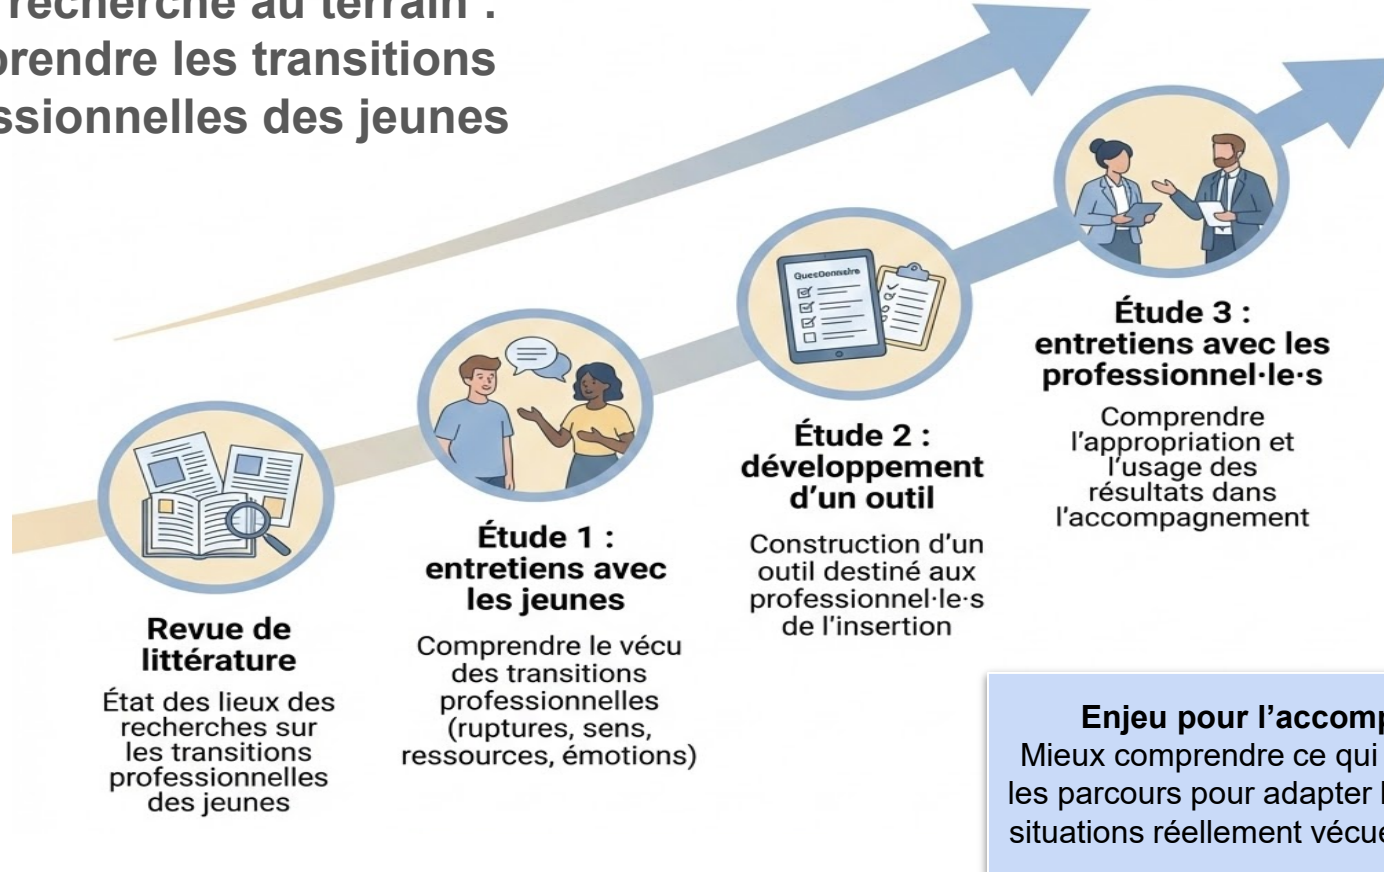 recherche au terrain :
prendre les transitions
ssionnelles des jeunes
Questionnaire
Étude 3 :
entretiens avec les
professionnel·le·s
Comprendre
l'appropriation et
l'usage des
résultats dans
l'accompagnement
Étude 2 :
développement
d'un outil
Construction d'un
outil destiné aux
professionnel·le·s
de l'insertion
Étude 1 :
entretiens avec
les jeunes
Comprendre le vécu
des transitions
professionnelles
(ruptures, sens,
ressources, émotions)
Revue de
littérature
État des lieux des
recherches sur
les transitions
professionnelles
des jeunes
Enjeu pour l'accomp
Mieux comprendre ce qui
les parcours pour adapter
situations réellement vécue